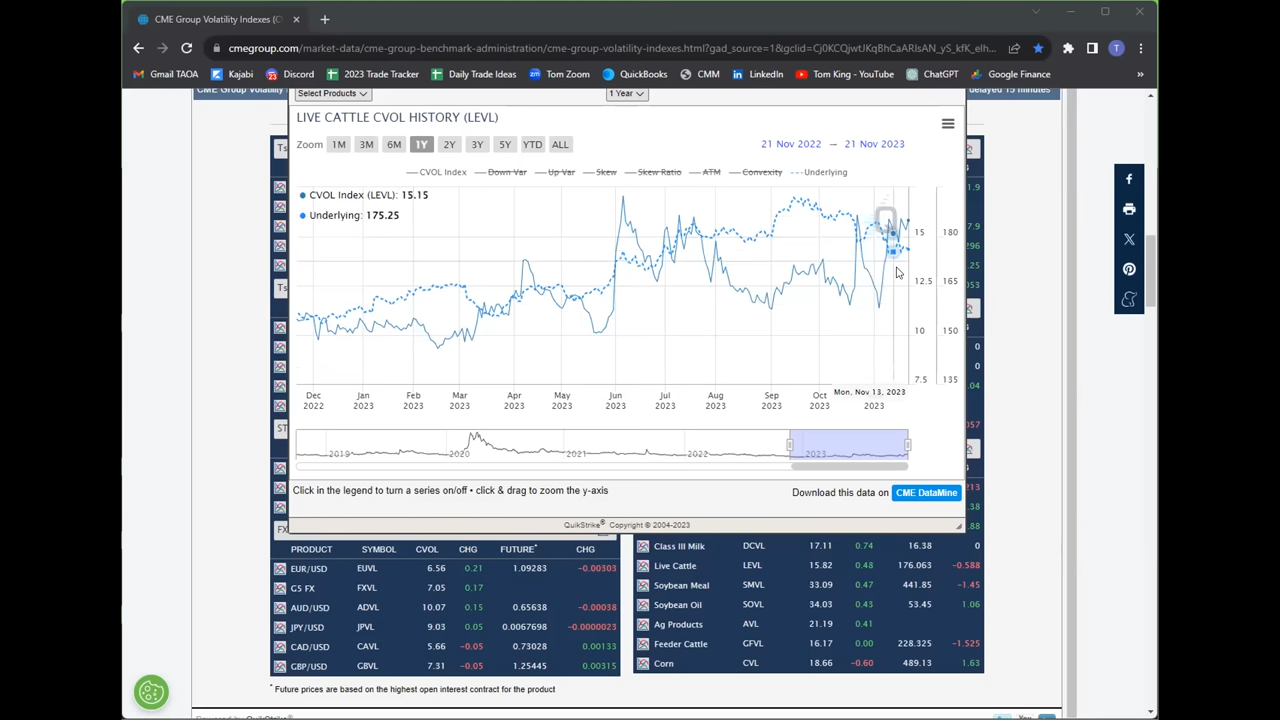 CME Group Volatility Indexes (C
cmegroup.com/market-data/cme-group-benchmark-administration/cme-group-volatility-indexes.html?gad_source=1&gclid=Cj0KCQjwtJKqBhCaARIsAN_yS_kfK_elh...
T
Gmail TAOA Kajabi Discord 2023 Trade Tracker Daily Trade Ideas Tom Zoom QuickBooks CMM LinkedIn Tom King - YouTube ChatGPT Google Finance »
CME Group Volatility
delayed 15 minutes
Select Products
1 Year
LIVE CATTLE CVOL HISTORY (LEVL)
Zoom 1M 3M 6M 1Y 2Y 3Y 5Y YTD ALL
21 Nov 2022 — 21 Nov 2023
CVOL Index Down Var Up Var Skew Skew Ratio ATM Convexity Underlying
CVOL Index (LEVL): 15.15
Underlying: 175.25
15 180
12.5 165
10 150
7.5 135
Mon, Nov 13, 2023
Dec 2022
Jan 2023
Feb 2023
Mar 2023
Apr 2023
May 2023
Jun 2023
Jul 2023
Aug 2023
Sep 2023
Oct 2023
2023
2019 2020 2021 2022 2023
Click in the legend to turn a series on/off • click & drag to zoom the y-axis
Download this data on CME DataMine
QuikStrike® Copyright © 2004-2023
PRODUCT SYMBOL CVOL CHG FUTURE* CHG
EUR/USD EUVL 6.56 0.21 1.09283 -0.00303
G5 FX FXVL 7.05 0.17
AUD/USD ADVL 10.07 0.15 0.65638 -0.00038
JPY/USD JPVL 9.03 0.05 0.0067698 -0.0000023
CAD/USD CAVL 5.66 -0.05 0.73028 0.00133
GBP/USD GBVL 7.31 -0.05 1.25445 0.00315
Class III Milk DCVL 17.11 0.74 16.38 0
Live Cattle LEVL 15.82 0.48 176.063 -0.588
Soybean Meal SMVL 33.09 0.47 441.85 -1.45
Soybean Oil SOVL 34.03 0.43 53.45 1.06
Ag Products AVL 21.19 0.41
Feeder Cattle GFVL 16.17 0.00 228.325 -1.525
Corn CVL 18.66 -0.60 489.13 1.63
* Future prices are based on the highest open interest contract for the product